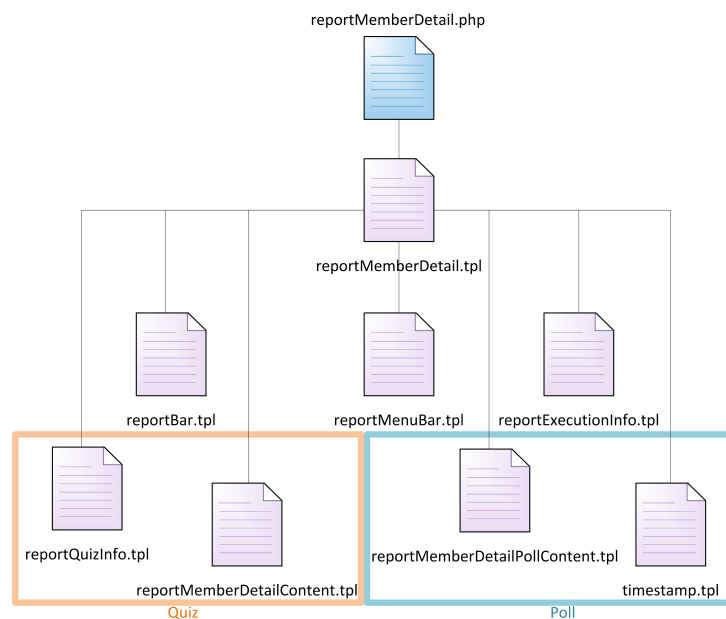 reportMemberDetail.php
reportMemberDetail.tpl
reportBar.tpl
reportMenuBar.tpl
reportExecutionInfo.tpl
reportQuizInfo.tpl
reportMemberDetailPollContent.tpl
reportMemberDetailContent.tpl
timestamp.tpl
Quiz
Poll